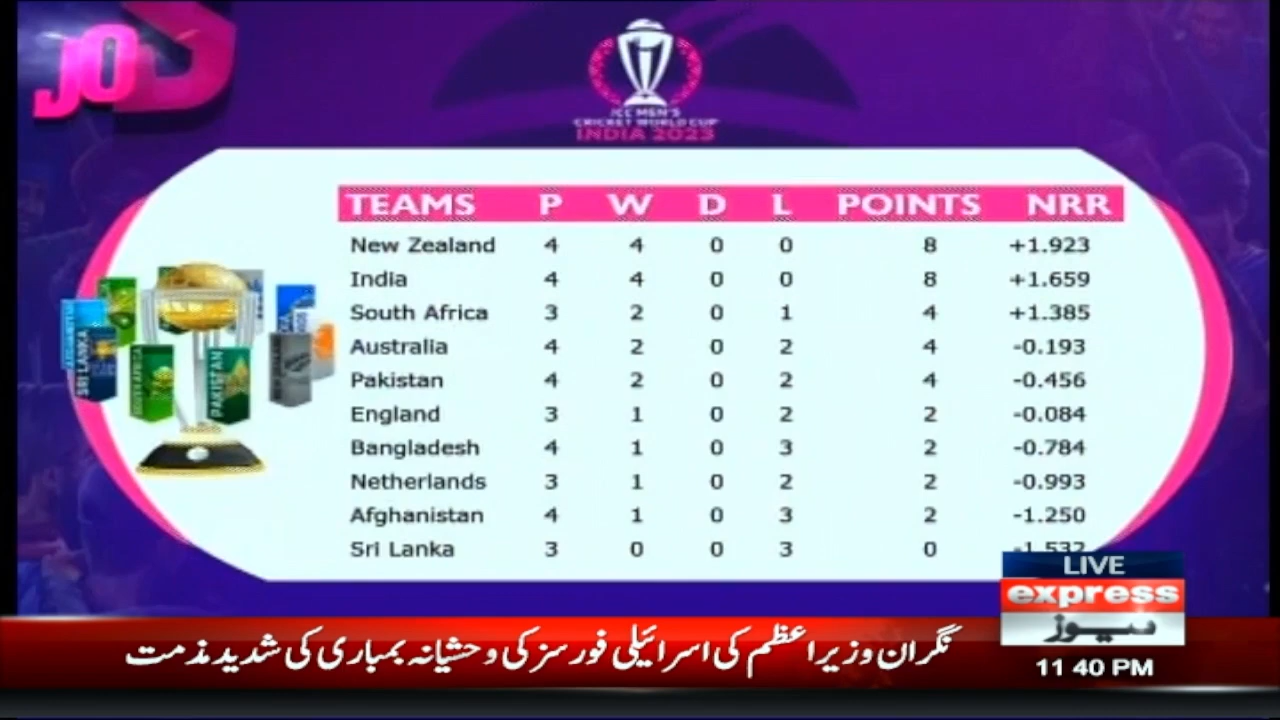 JOS
ICC MEN'S
CRICKET WORLD CUP
INDIA 2023
TEAMS P W D L POINTS NRR
New Zealand 4 4 0 0 8 +1.923
India 4 4 0 0 8 +1.659
South Africa 3 2 0 1 4 +1.385
Australia 4 2 0 2 4 -0.193
Pakistan 4 2 0 2 4 -0.456
England 3 1 0 2 2 -0.084
Bangladesh 4 1 0 3 2 -0.784
Netherlands 3 1 0 2 2 -0.993
Afghanistan 4 1 0 3 2 -1.250
Sri Lanka 3 0 0 3 0 -1.532
SRI LANKA
PAKISTAN
LIVE
express
نیوز
11 40 PM
نگران وزیراعظم کی اسرائیلی فورسز کی وحشیانہ بمباری کی شدید مذمت